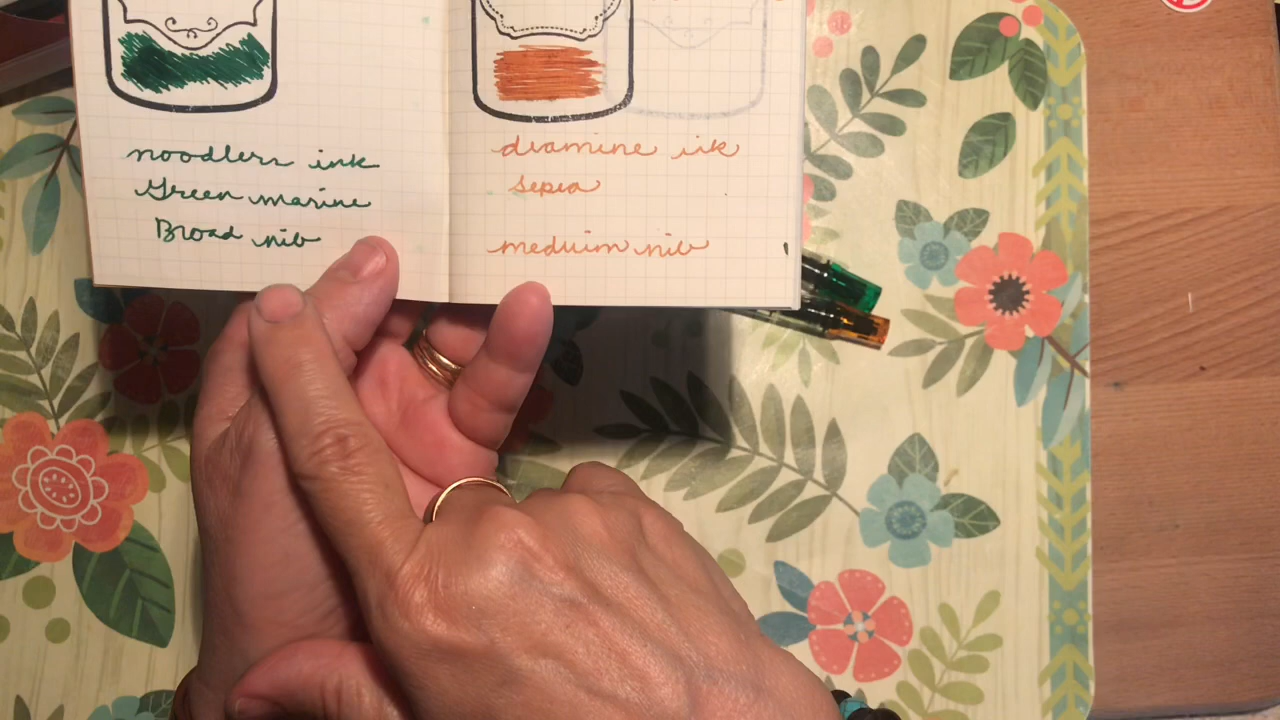 noodlers ink
Green marine
Broad nib
diamine ink
sepia
meduim nib